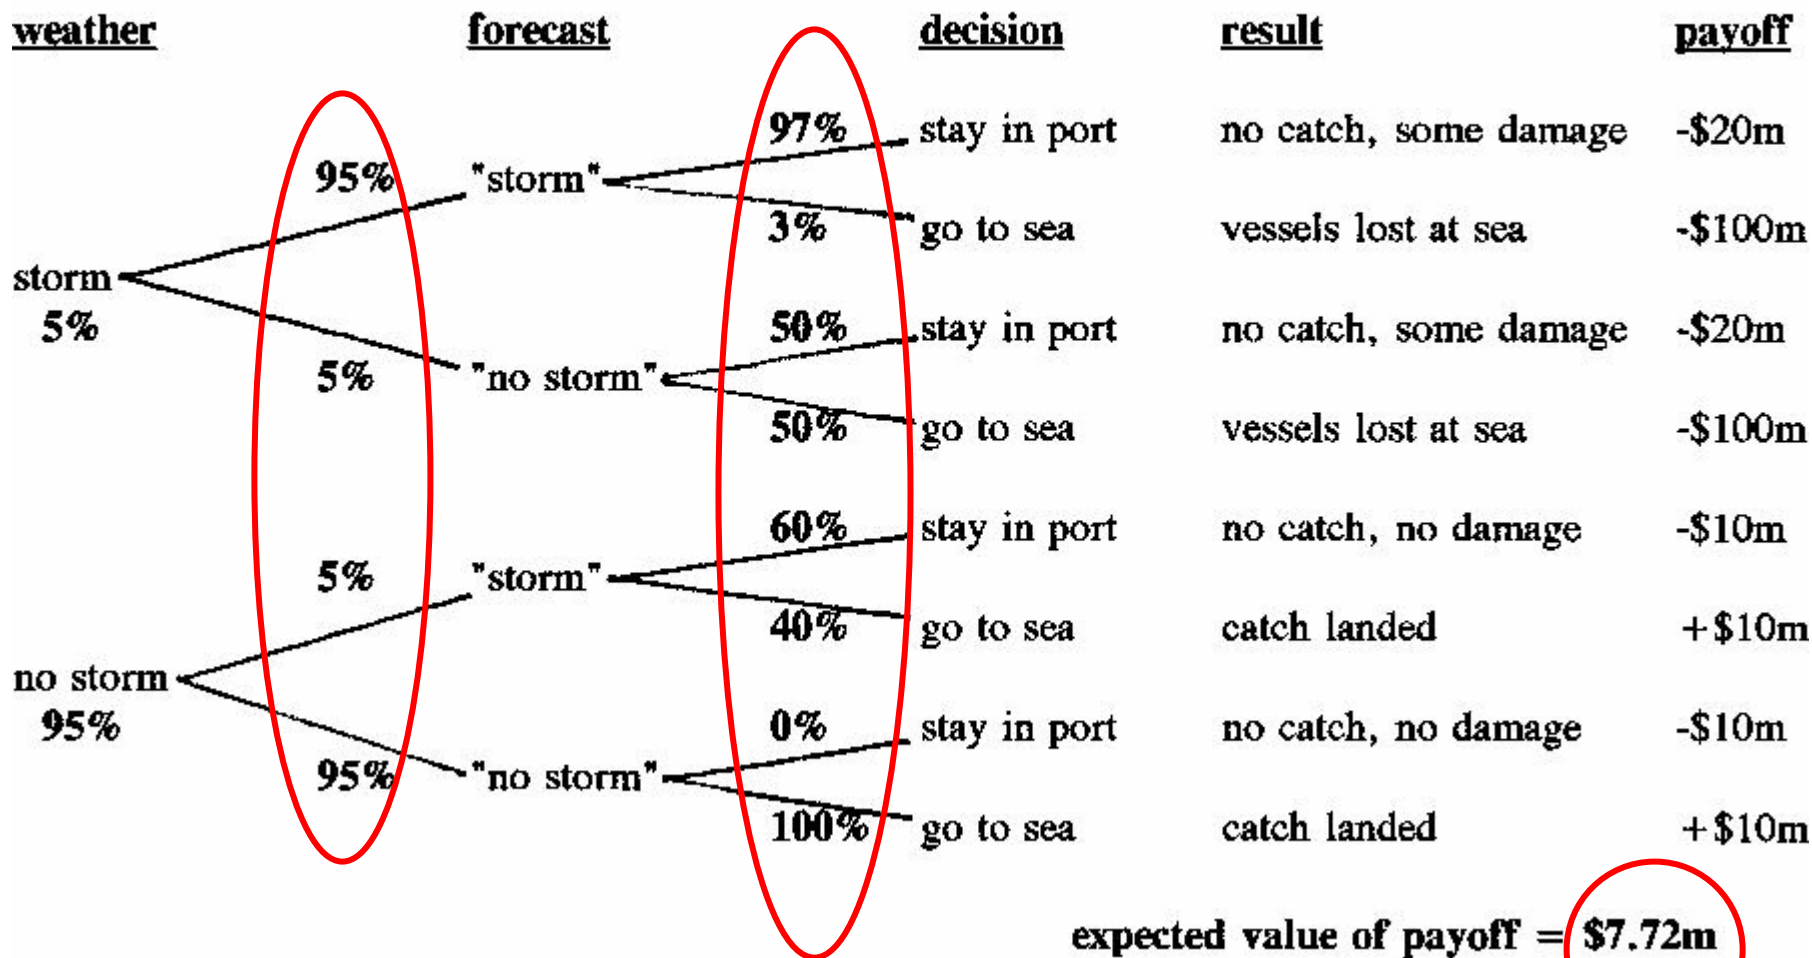 weather forecast decision result payoff
97% stay in port no catch, some damage -$20m
95% "storm"
3% go to sea vessels lost at sea -$100m
storm
5% 50% stay in port no catch, some damage -$20m
5% "no storm"
50% go to sea vessels lost at sea -$100m
60% stay in port no catch, no damage -$10m
5% "storm"
40% go to sea catch landed +$10m
no storm
95% 0% stay in port no catch, no damage -$10m
95% "no storm"
100% go to sea catch landed +$10m
expected value of payoff = $7.72m